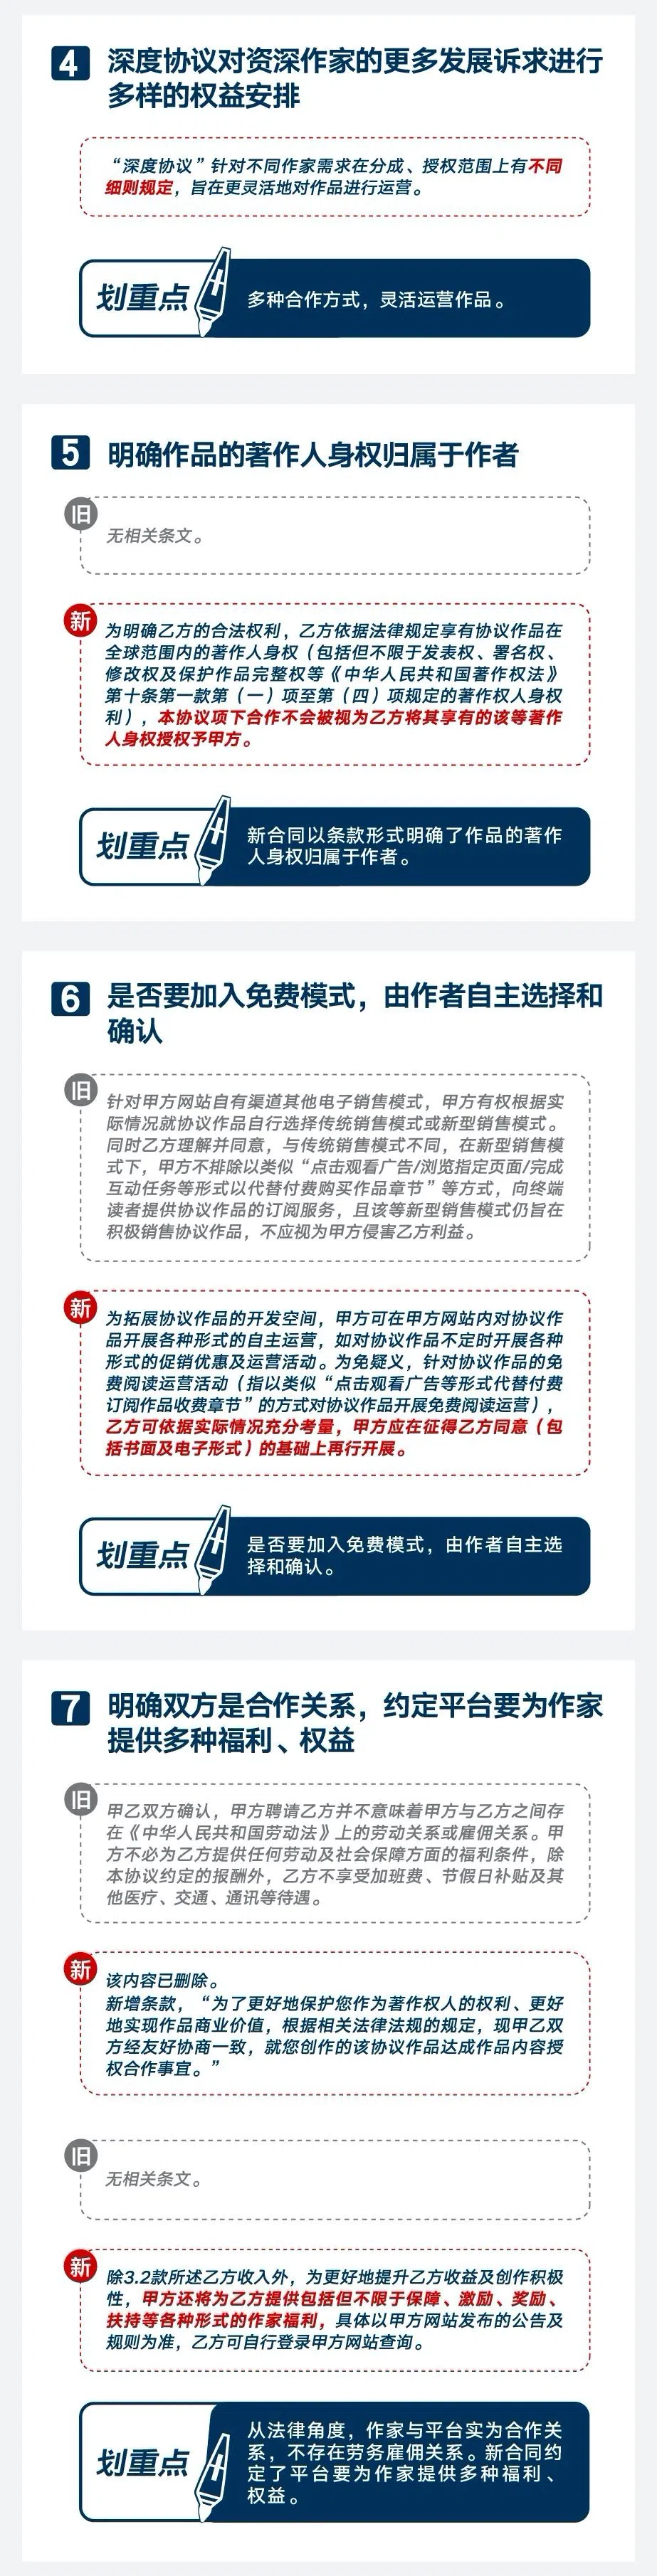 4
深度协议对资深作家的更多发展诉求进行
多样的权益安排
“深度协议”针对不同作家需求在分成、授权范围上有不同
细则规定，旨在更灵活地对作品进行运营。
划重点
多种合作方式，灵活运营作品。
5
明确作品的著作人身权归属于作者
旧
无相关条文。
新
为明确乙方的合法权利，乙方依据法律规定享有协议作品在
全球范围内的著作人身权（包括但不限于发表权、署名权、
修改权及保护作品完整权等《中华人民共和国著作权法》
第十条第一款第（一）项至第（四）项规定的著作权人身权
利），本协议项下合作不会被视为乙方将其享有的该等著作
人身权授权予甲方。
划重点
新合同以条款形式明确了作品的著作
人身权归属于作者。
6
是否要加入免费模式，由作者自主选择和
确认
旧
针对甲方网站自有渠道其他电子销售模式，甲方有权根据实
际情况就协议作品自行选择传统销售模式或新型销售模式。
同时乙方理解并同意，与传统销售模式不同，在新型销售模
式下，甲方不排除以类似“点击观看广告/浏览指定页面/完成
互动任务等形式以代替付费购买作品章节”等方式，向终端
读者提供协议作品的订阅服务，且该等新型销售模式仍旨在
积极销售协议作品，不应视为甲方侵害乙方利益。
新
为拓展协议作品的开发空间，甲方可在甲方网站内对协议作
品开展各种形式的自主运营，如对协议作品不定时开展各种
形式的促销优惠及运营活动。为免疑义，针对协议作品的免
费阅读运营活动（指以类似“点击观看广告等形式代替付费
订阅作品收费章节”的方式对协议作品开展免费阅读运营），
乙方可依据实际情况充分考量，甲方应在征得乙方同意（包
括书面及电子形式）的基础上再行开展。
划重点
是否要加入免费模式，由作者自主选
择和确认。
7
明确双方是合作关系，约定平台要为作家
提供多种福利、权益
旧
甲乙双方确认，甲方聘请乙方并不意味着甲方与乙方之间存
在《中华人民共和国劳动法》上的劳动关系或雇佣关系。甲
方不必为乙方提供任何劳动及社会保障方面的福利条件，除
本协议约定的报酬外，乙方不享受加班费、节假日补贴及其
他医疗、交通、通讯等待遇。
新
该内容已删除。
新增条款，“为了更好地保护您作为著作权人的权利、更好
地实现作品商业价值，根据相关法律法规的规定，现甲乙双
方经友好协商一致，就您创作的该协议作品达成作品内容授
权合作事宜。”
旧
无相关条文。
新
除3.2款所述乙方收入外，为更好地提升乙方收益及创作积极
性，甲方还将为乙方提供包括但不限于保障、激励、奖励、
扶持等各种形式的作家福利，具体以甲方网站发布的公告及
规则为准，乙方可自行登录甲方网站查询。
划重点
从法律角度，作家与平台实为合作关
系，不存在劳务雇佣关系。新合同约
定了平台要为作家提供多种福利、
权益。